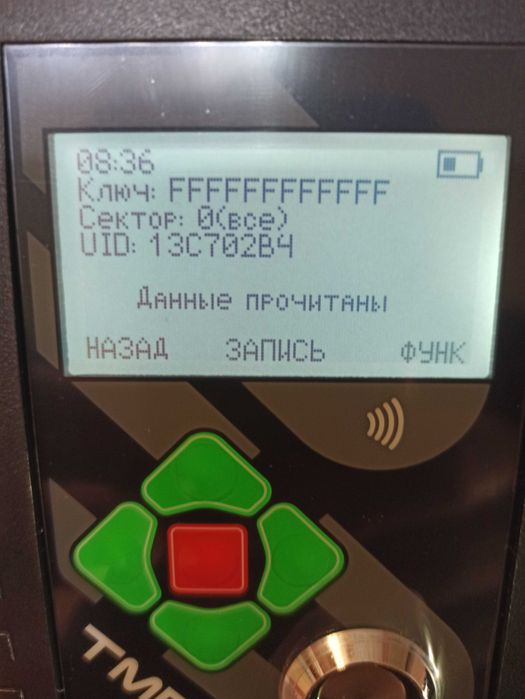 08:36
Ключ: FFFFFFFFFFFF
Сектор: 0(все)
UID: 13C702B4
Данные прочитаны
НАЗАД ЗАПИСЬ ФУНК